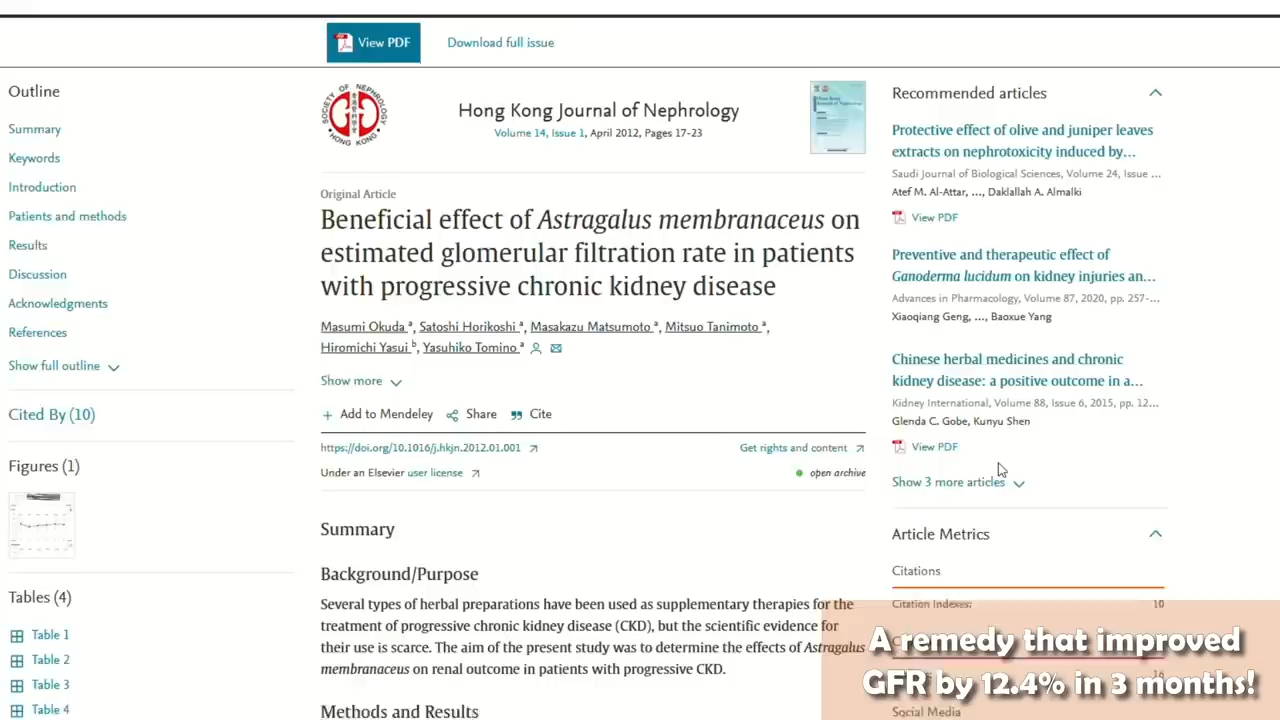 View PDF
Download full issue
Outline
Summary
Keywords
Introduction
Patients and methods
Results
Discussion
Acknowledgments
References
Show full outline
Cited By (10)
Figures (1)
Tables (4)
Table 1
Table 2
Table 3
Table 4
SOCIETY OF NEPHROLOGY
HONG KONG
Hong Kong Journal of Nephrology
Volume 14, Issue 1, April 2012, Pages 17-23
Original Article
Beneficial effect of Astragalus membranaceus on
estimated glomerular filtration rate in patients
with progressive chronic kidney disease
Masumi Okuda a, Satoshi Horikoshi a, Masakazu Matsumoto a, Mitsuo Tanimoto a,
Hiromichi Yasui b, Yasuhiko Tomino a
Show more
Add to Mendeley
Share
Cite
https://doi.org/10.1016/j.hkjn.2012.01.001
Get rights and content
Under an Elsevier user license
open archive
Summary
Background/Purpose
Several types of herbal preparations have been used as supplementary therapies for the
treatment of progressive chronic kidney disease (CKD), but the scientific evidence for
their use is scarce. The aim of the present study was to determine the effects of Astragalus
membranaceus on renal outcome in patients with progressive CKD.
Methods and Results
Recommended articles
Protective effect of olive and juniper leaves
extracts on nephrotoxicity induced by...
Saudi Journal of Biological Sciences, Volume 24, Issue ...
Atef M. Al-Attar, ..., Daklallah A. Almalki
View PDF
Preventive and therapeutic effect of
Ganoderma lucidum on kidney injuries an...
Advances in Pharmacology, Volume 87, 2020, pp. 257-...
Xiaoqiang Geng, ..., Baoxue Yang
Chinese herbal medicines and chronic
kidney disease: a positive outcome in a...
Kidney International, Volume 88, Issue 6, 2015, pp. 12...
Glenda C. Gobe, Kunyu Shen
View PDF
Show 3 more articles
Article Metrics
Citations
Citation Indexes: 10
16
Social Media
A remedy that improved
GFR by 12.4% in 3 months!